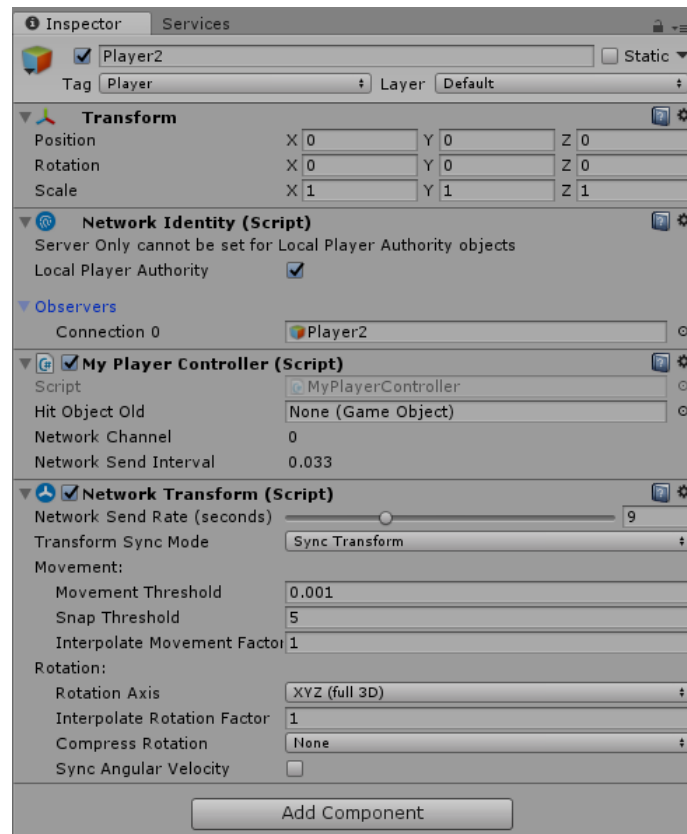 Inspector Services
Player2 Static
Tag Player Layer Default
Transform
Position X 0 Y 0 Z 0
Rotation X 0 Y 0 Z 0
Scale X 1 Y 1 Z 1
Network Identity (Script)
Server Only cannot be set for Local Player Authority objects
Local Player Authority
Observers
Connection 0 Player2
My Player Controller (Script)
Script MyPlayerController
Hit Object Old None (Game Object)
Network Channel 0
Network Send Interval 0.033
Network Transform (Script)
Network Send Rate (seconds) 9
Transform Sync Mode Sync Transform
Movement:
Movement Threshold 0.001
Snap Threshold 5
Interpolate Movement Factor 1
Rotation:
Rotation Axis XYZ (full 3D)
Interpolate Rotation Factor 1
Compress Rotation None
Sync Angular Velocity
Add Component